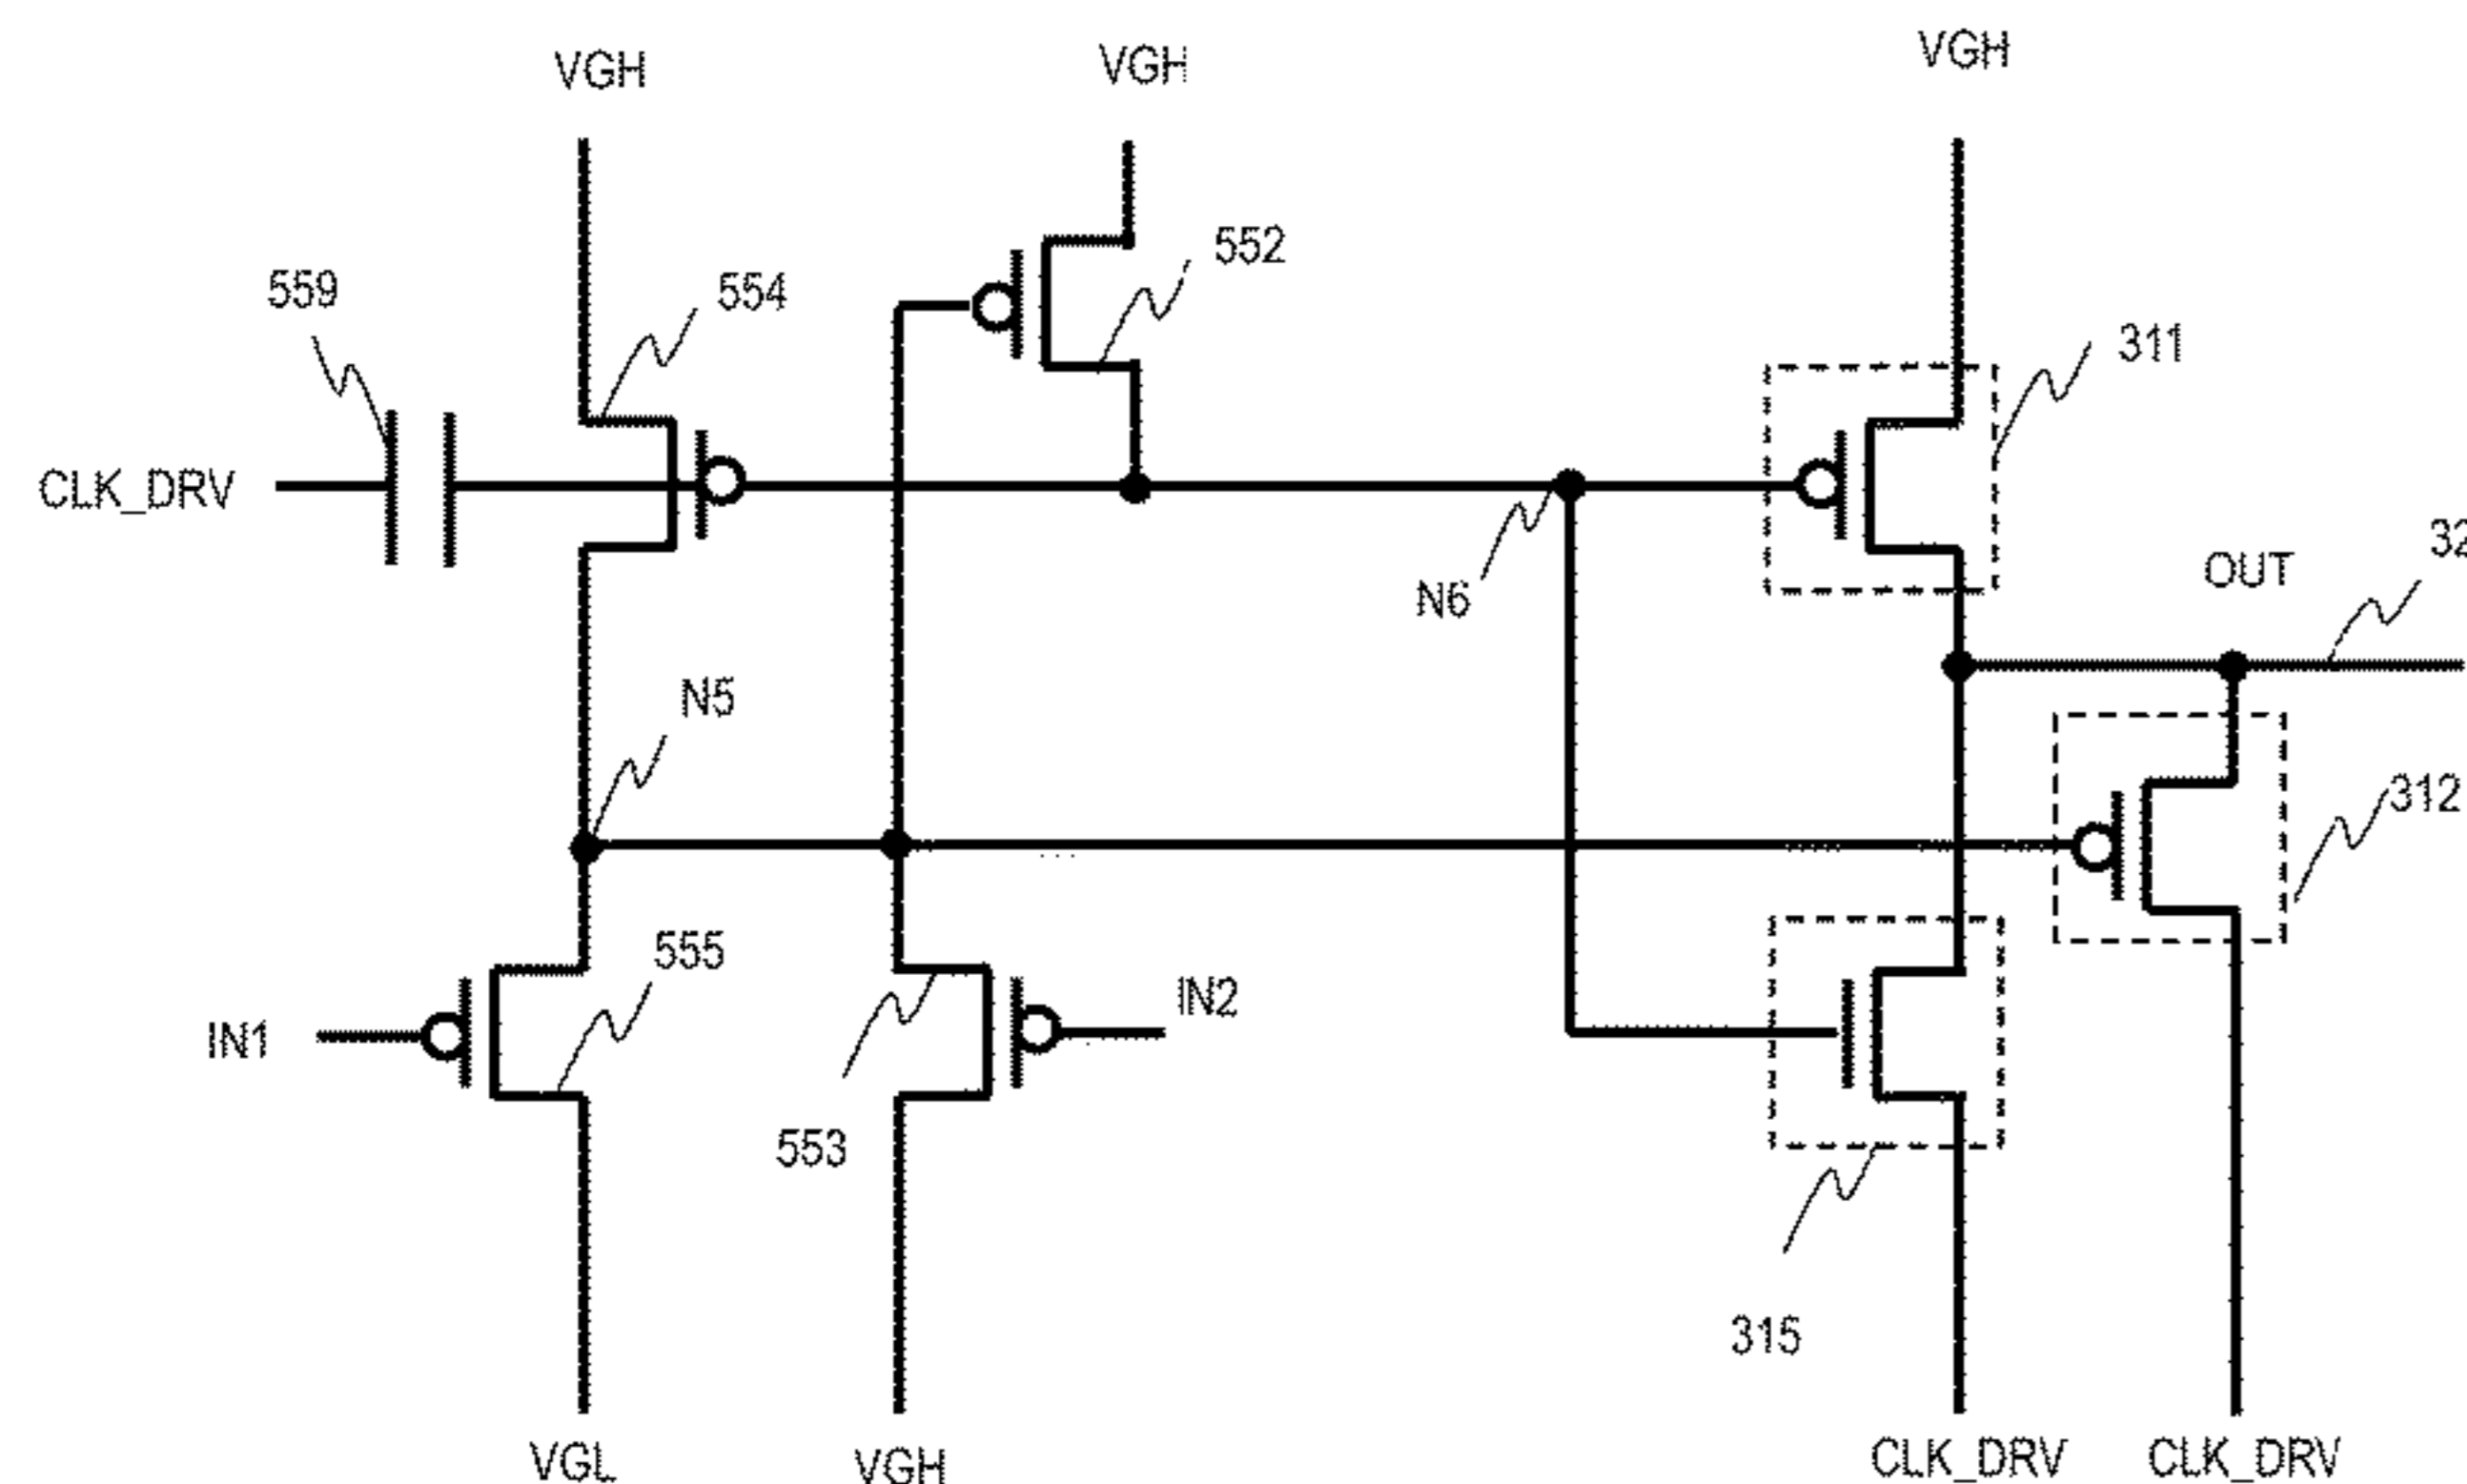 VGH
VGH
VGH
552
559
554
311
CLK_DRV
N6
OUT
N5
312
555
IN1
IN2
553
315
VGL
VGH
CLK_DRV
CLK_DRV